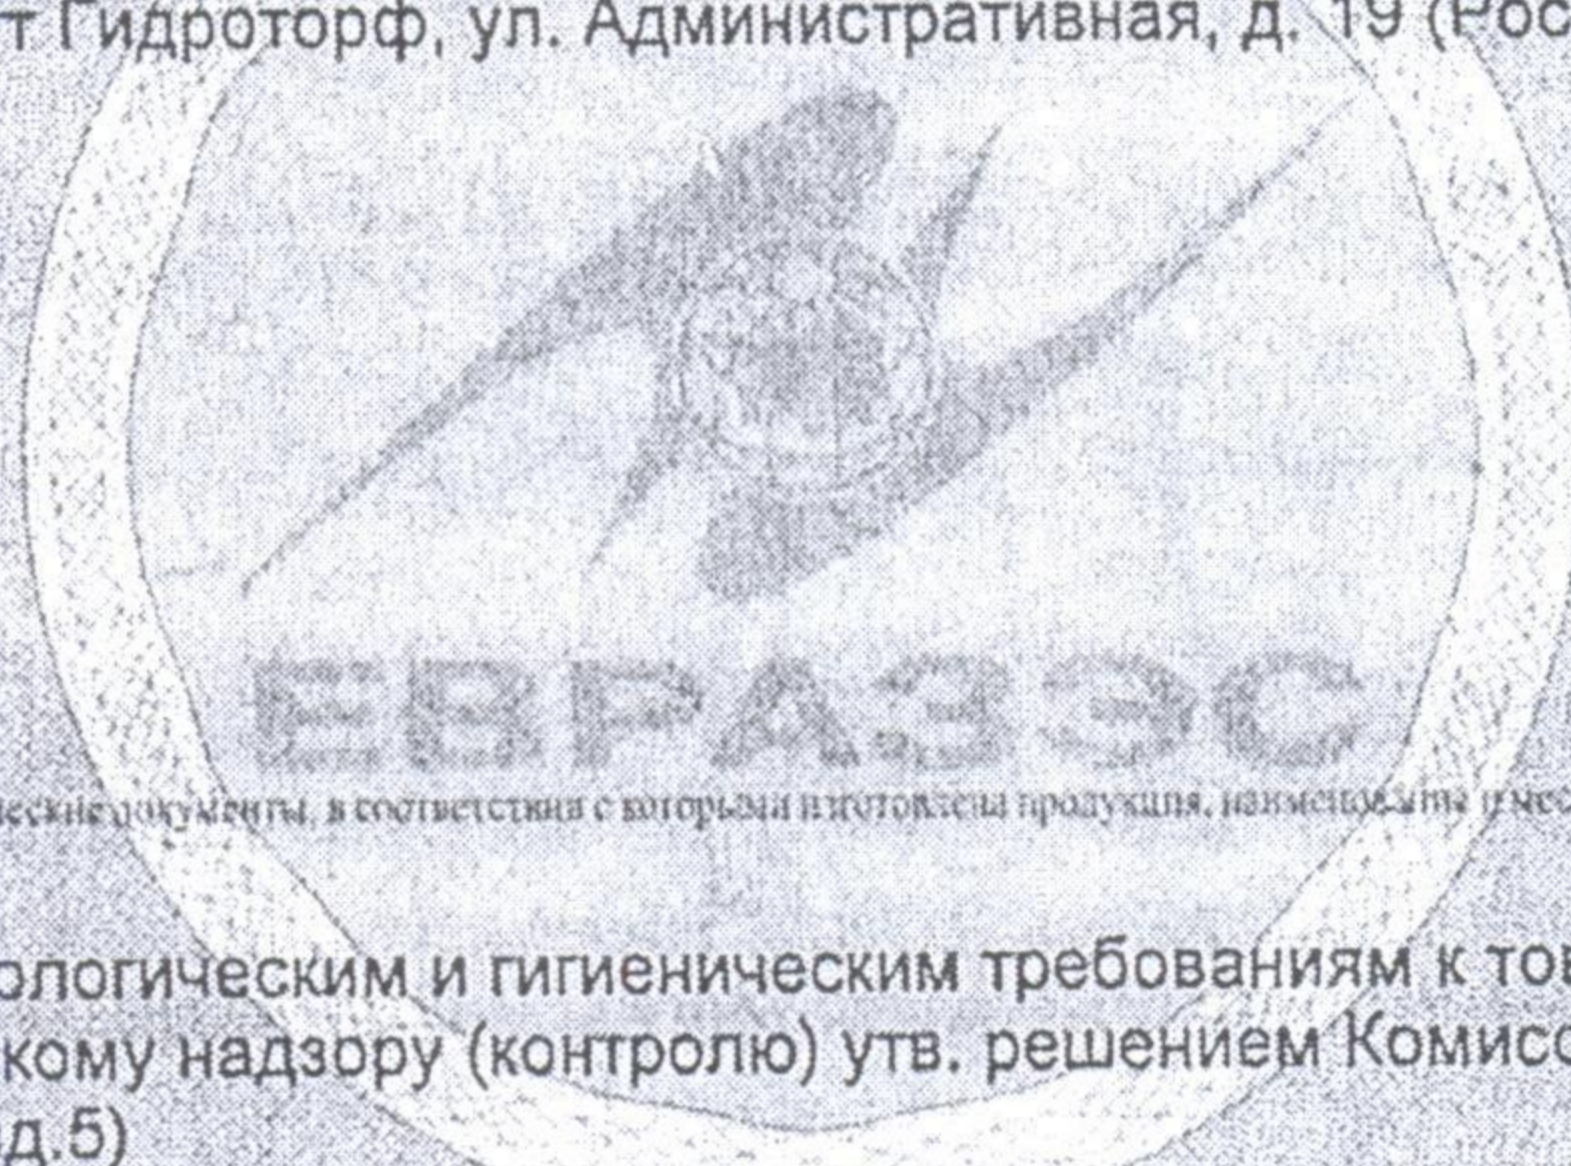 т Гидроторф, ул. Административная, д. 19 (Рос
ЕВРАЗЭС
еские документы, в соответствии с которыми изготовлена продукция, наименование и мес
ологическим и гигиеническим требованиям к тов
кому надзору (контролю) утв. решением Комисс
д.5)